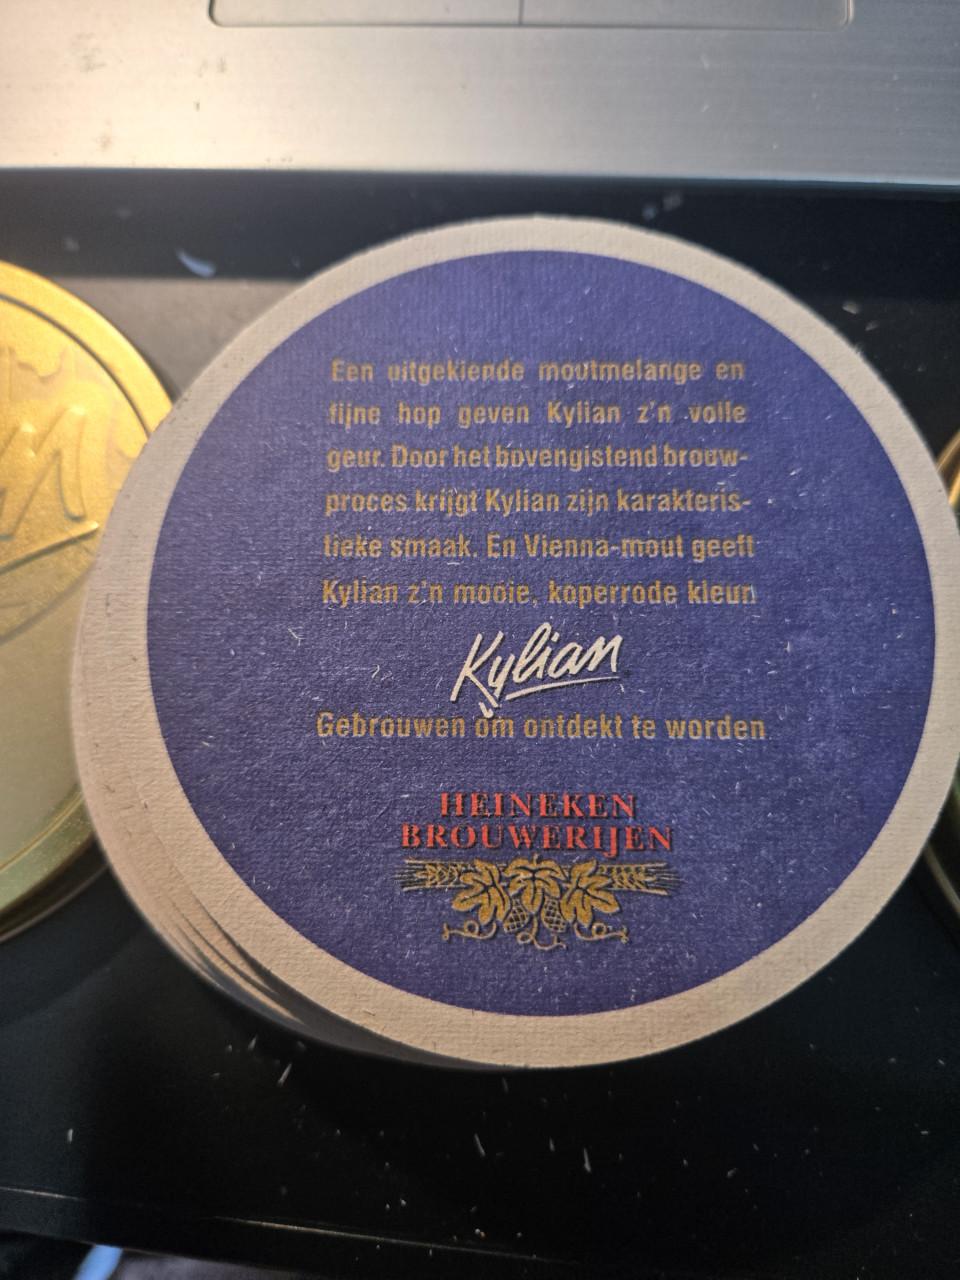 Een uitgekiende moutmelange en
fijne hop geven Kylian z'n volle
geur. Door het bovengistend brouw-
proces krijgt Kylian zijn karakteris-
tieke smaak. En Vienna-mout geeft
Kylian z'n mooie, koperrode kleur.
Kylian
Gebrouwen om ontdekt te worden.
HEINEKEN
BROUWERIJEN